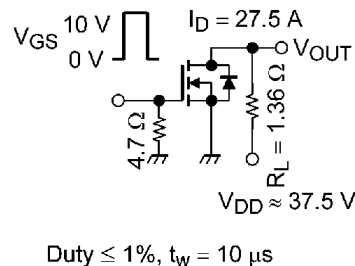 10 V
V_GS
0 V
I_D = 27.5 A
V_OUT
4.7 Ω
R_L = 1.36 Ω
V_DD ≈ 37.5 V
Duty ≤ 1%, t_w = 10 μs